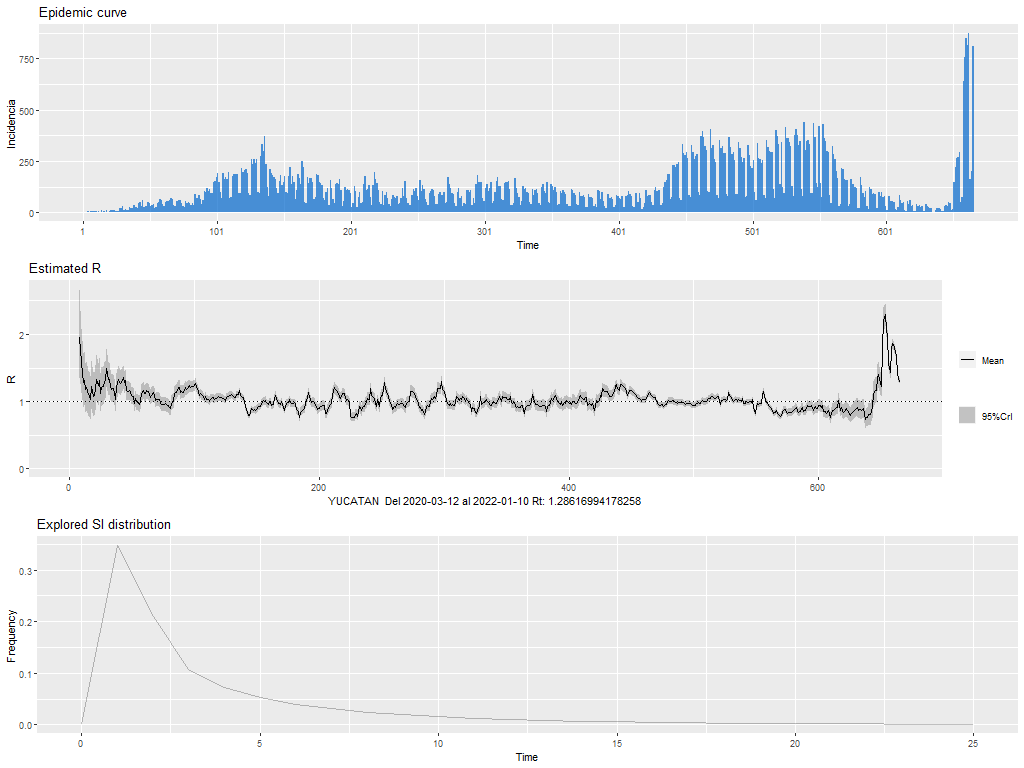 Epidemic curve
Incidencia
750
500
250
0
1
101
201
301
401
501
601
Time
Estimated R
R
2
1
0
0
200
400
600
YUCATAN Del 2020-03-12 al 2022-01-10 Rt: 1.28616994178258
Mean
95%CrI
Explored SI distribution
Frequency
0.3
0.2
0.1
0.0
0
5
10
15
20
25
Time